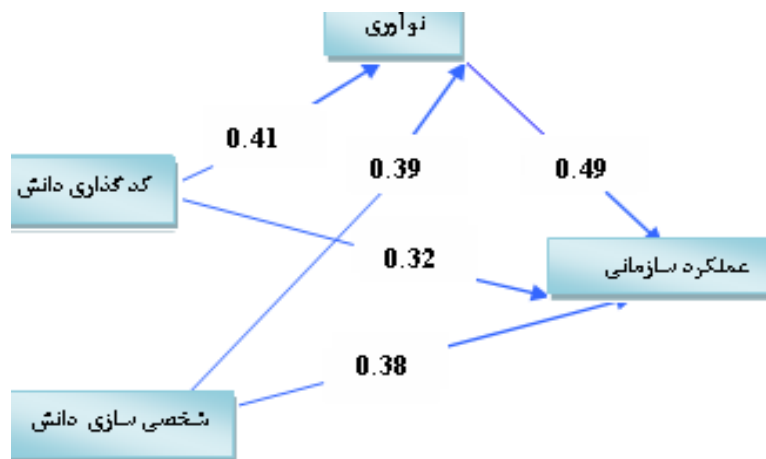 نوآوری
0.41
0.39
0.49
کدگذاری دانش
0.32
عملکرد سازمانی
0.38
شخصی سازی دانش